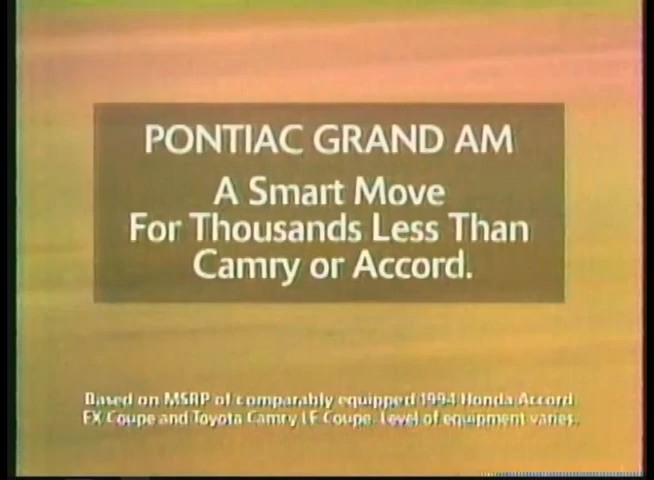 PONTIAC GRAND AM
A Smart Move
For Thousands Less Than
Camry or Accord.
Based on MSRP of comparably equipped 1994 Honda Accord
EX Coupe and Toyota Camry LE Coupe. Level of equipment varies.